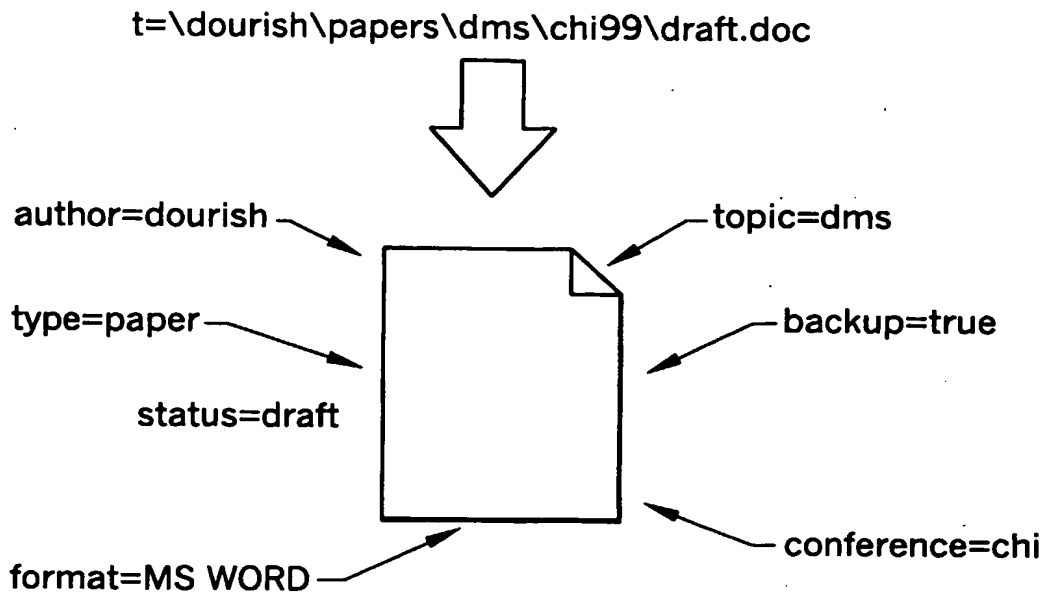 t=\dourish\papers\dms\chi99\draft.doc
author=dourish
topic=dms
type=paper
backup=true
status=draft
conference=chi
format=MS WORD